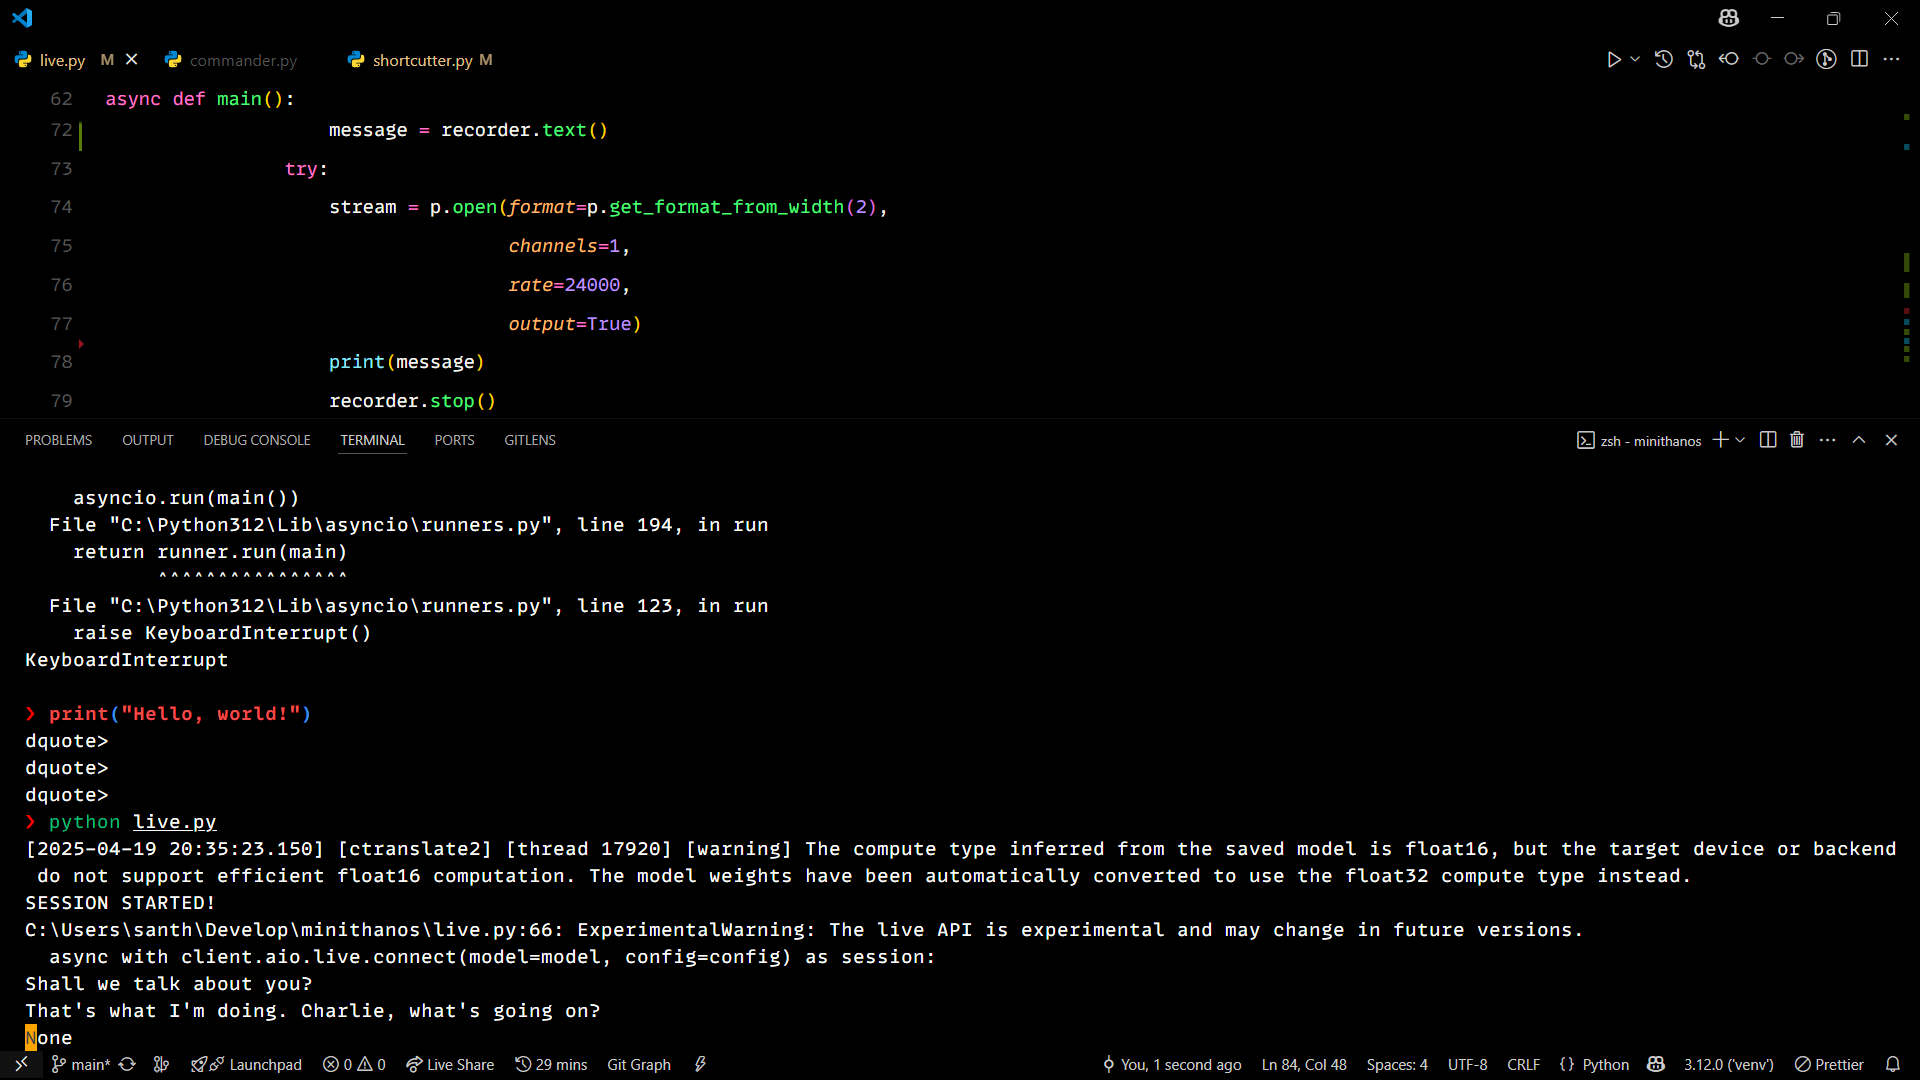 live.py M
commander.py
shortcutter.py M
62 async def main():
72 message = recorder.text()
73 try:
74 stream = p.open(format=p.get_format_from_width(2),
75 channels=1,
76 rate=24000,
77 output=True)
78 print(message)
79 recorder.stop()
PROBLEMS OUTPUT DEBUG CONSOLE TERMINAL PORTS GITLENS
zsh - minithanos
asyncio.run(main())
File "C:\Python312\Lib\asyncio\runners.py", line 194, in run
return runner.run(main)
^^^^^^^^^^^^^^^^
File "C:\Python312\Lib\asyncio\runners.py", line 123, in run
raise KeyboardInterrupt()
KeyboardInterrupt
❯ print("Hello, world!")
dquote>
dquote>
dquote>
❯ python live.py
[2025-04-19 20:35:23.150] [ctranslate2] [thread 17920] [warning] The compute type inferred from the saved model is float16, but the target device or backend
do not support efficient float16 computation. The model weights have been automatically converted to use the float32 compute type instead.
SESSION STARTED!
C:\Users\santh\Develop\minithanos\live.py:66: ExperimentalWarning: The live API is experimental and may change in future versions.
async with client.aio.live.connect(model=model, config=config) as session:
Shall we talk about you?
That's what I'm doing. Charlie, what's going on?
None
main* Launchpad 0 0 Live Share 29 mins Git Graph You, 1 second ago Ln 84, Col 48 Spaces: 4 UTF-8 CRLF {} Python 3.12.0 ('venv') Prettier